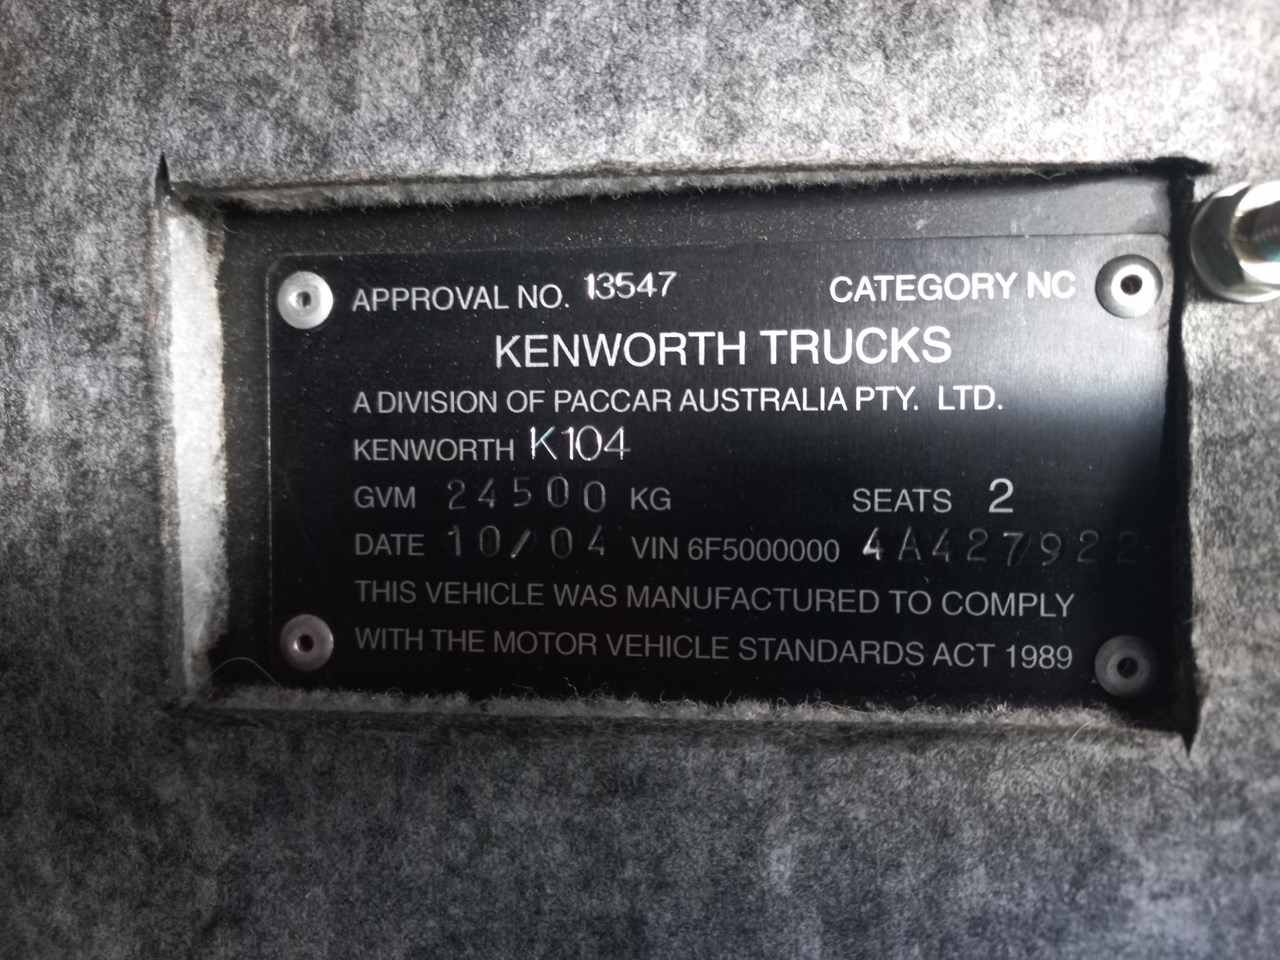 APPROVAL NO. 13547 CATEGORY NC
KENWORTH TRUCKS
A DIVISION OF PACCAR AUSTRALIA PTY. LTD.
KENWORTH K104
GVM 24500 KG SEATS 2
DATE 10/04 VIN 6F5000000 4A427922
THIS VEHICLE WAS MANUFACTURED TO COMPLY
WITH THE MOTOR VEHICLE STANDARDS ACT 1989